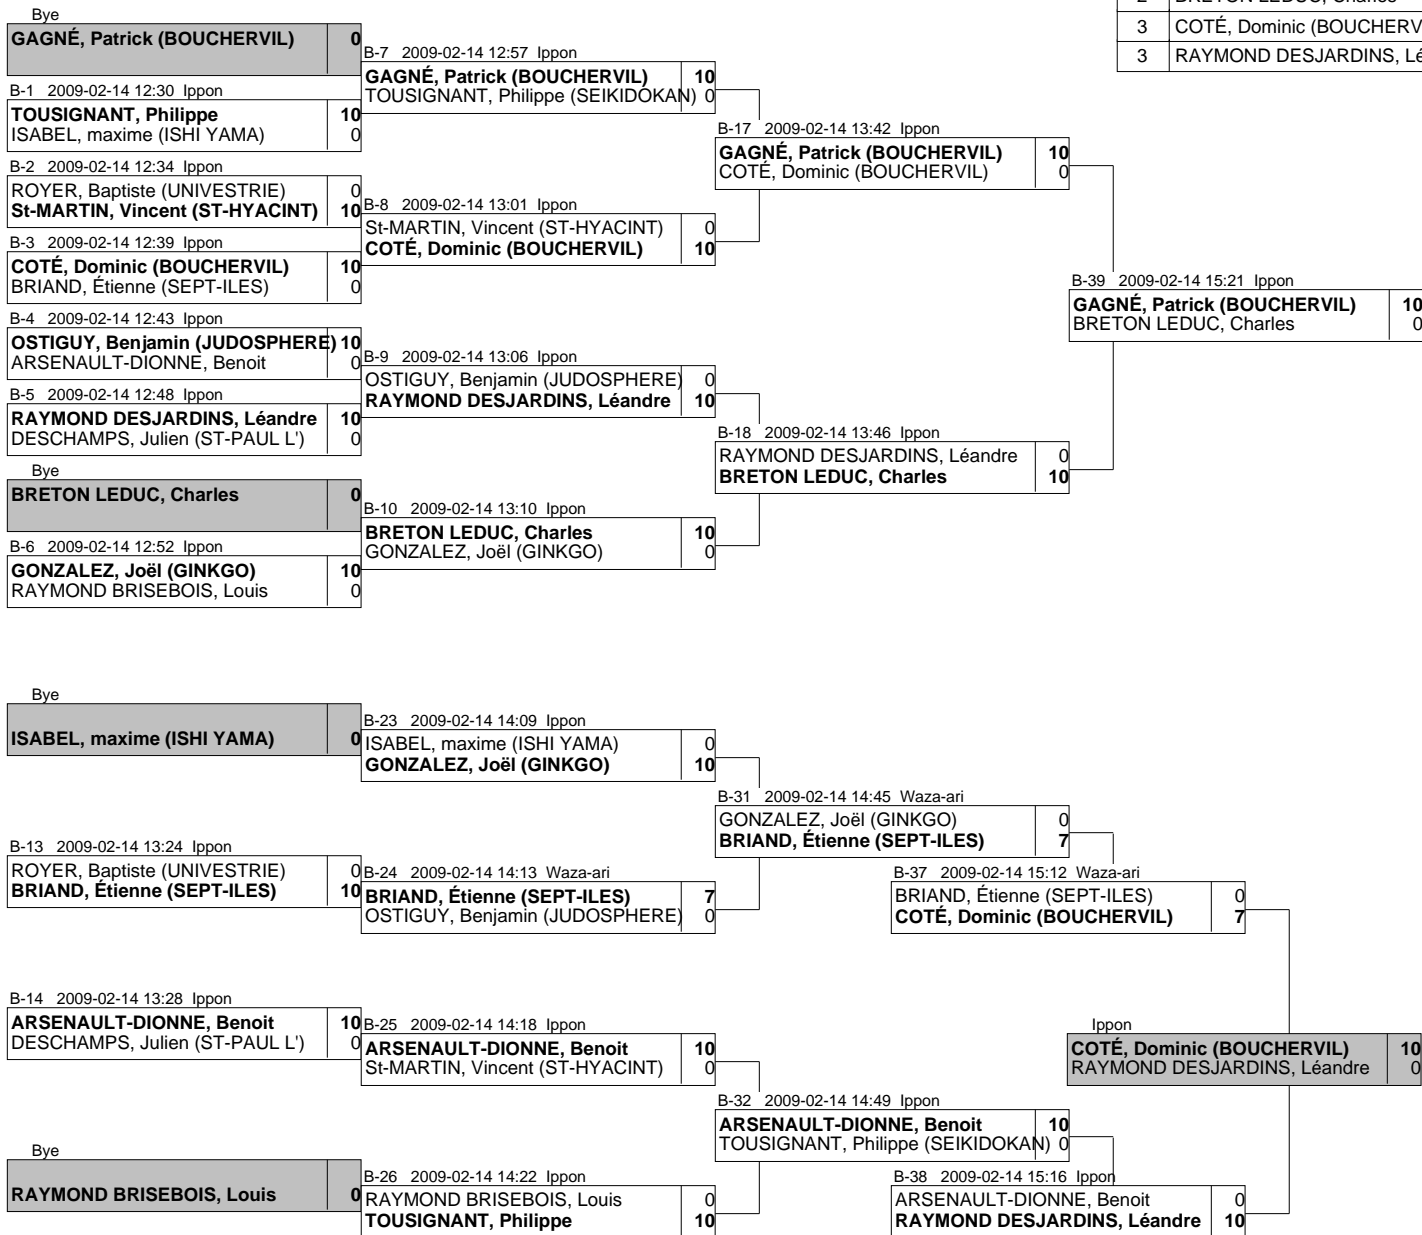 2 BRETON LEDUC, Charles
3 COTÉ, Dominic (BOUCHERV
3 RAYMOND DESJARDINS, Lé
Bye
GAGNÉ, Patrick (BOUCHERVIL) 0
B-1 2009-02-14 12:30 Ippon
TOUSIGNANT, Philippe 10
ISABEL, maxime (ISHI YAMA) 0
B-2 2009-02-14 12:34 Ippon
ROYER, Baptiste (UNIVESTRIE) 0
St-MARTIN, Vincent (ST-HYACINT) 10
B-3 2009-02-14 12:39 Ippon
COTÉ, Dominic (BOUCHERVIL) 10
BRIAND, Étienne (SEPT-ILES) 0
B-4 2009-02-14 12:43 Ippon
OSTIGUY, Benjamin (JUDOSPHERE) 10
ARSENAULT-DIONNE, Benoit 0
B-5 2009-02-14 12:48 Ippon
RAYMOND DESJARDINS, Léandre 10
DESCHAMPS, Julien (ST-PAUL L') 0
Bye
BRETON LEDUC, Charles 0
B-6 2009-02-14 12:52 Ippon
GONZALEZ, Joël (GINKGO) 10
RAYMOND BRISEBOIS, Louis 0
B-7 2009-02-14 12:57 Ippon
GAGNÉ, Patrick (BOUCHERVIL) 10
TOUSIGNANT, Philippe (SEIKIDOKAN) 0
B-8 2009-02-14 13:01 Ippon
St-MARTIN, Vincent (ST-HYACINT) 0
COTÉ, Dominic (BOUCHERVIL) 10
B-9 2009-02-14 13:06 Ippon
OSTIGUY, Benjamin (JUDOSPHERE) 0
RAYMOND DESJARDINS, Léandre 10
B-10 2009-02-14 13:10 Ippon
BRETON LEDUC, Charles 10
GONZALEZ, Joël (GINKGO) 0
B-17 2009-02-14 13:42 Ippon
GAGNÉ, Patrick (BOUCHERVIL) 10
COTÉ, Dominic (BOUCHERVIL) 0
B-18 2009-02-14 13:46 Ippon
RAYMOND DESJARDINS, Léandre 0
BRETON LEDUC, Charles 10
B-39 2009-02-14 15:21 Ippon
GAGNÉ, Patrick (BOUCHERVIL) 10
BRETON LEDUC, Charles 0
Bye
ISABEL, maxime (ISHI YAMA) 0
B-13 2009-02-14 13:24 Ippon
ROYER, Baptiste (UNIVESTRIE) 0
BRIAND, Étienne (SEPT-ILES) 10
B-14 2009-02-14 13:28 Ippon
ARSENAULT-DIONNE, Benoit 10
DESCHAMPS, Julien (ST-PAUL L') 0
Bye
RAYMOND BRISEBOIS, Louis 0
B-23 2009-02-14 14:09 Ippon
ISABEL, maxime (ISHI YAMA) 0
GONZALEZ, Joël (GINKGO) 10
B-24 2009-02-14 14:13 Waza-ari
BRIAND, Étienne (SEPT-ILES) 7
OSTIGUY, Benjamin (JUDOSPHERE) 0
B-25 2009-02-14 14:18 Ippon
ARSENAULT-DIONNE, Benoit 10
St-MARTIN, Vincent (ST-HYACINT) 0
B-26 2009-02-14 14:22 Ippon
RAYMOND BRISEBOIS, Louis 0
TOUSIGNANT, Philippe 10
B-31 2009-02-14 14:45 Waza-ari
GONZALEZ, Joël (GINKGO) 0
BRIAND, Étienne (SEPT-ILES) 7
B-32 2009-02-14 14:49 Ippon
ARSENAULT-DIONNE, Benoit 10
TOUSIGNANT, Philippe (SEIKIDOKAN) 0
B-37 2009-02-14 15:12 Waza-ari
BRIAND, Étienne (SEPT-ILES) 0
COTÉ, Dominic (BOUCHERVIL) 7
B-38 2009-02-14 15:16 Ippon
ARSENAULT-DIONNE, Benoit 0
RAYMOND DESJARDINS, Léandre 10
Ippon
COTÉ, Dominic (BOUCHERVIL) 10
RAYMOND DESJARDINS, Léandre 0